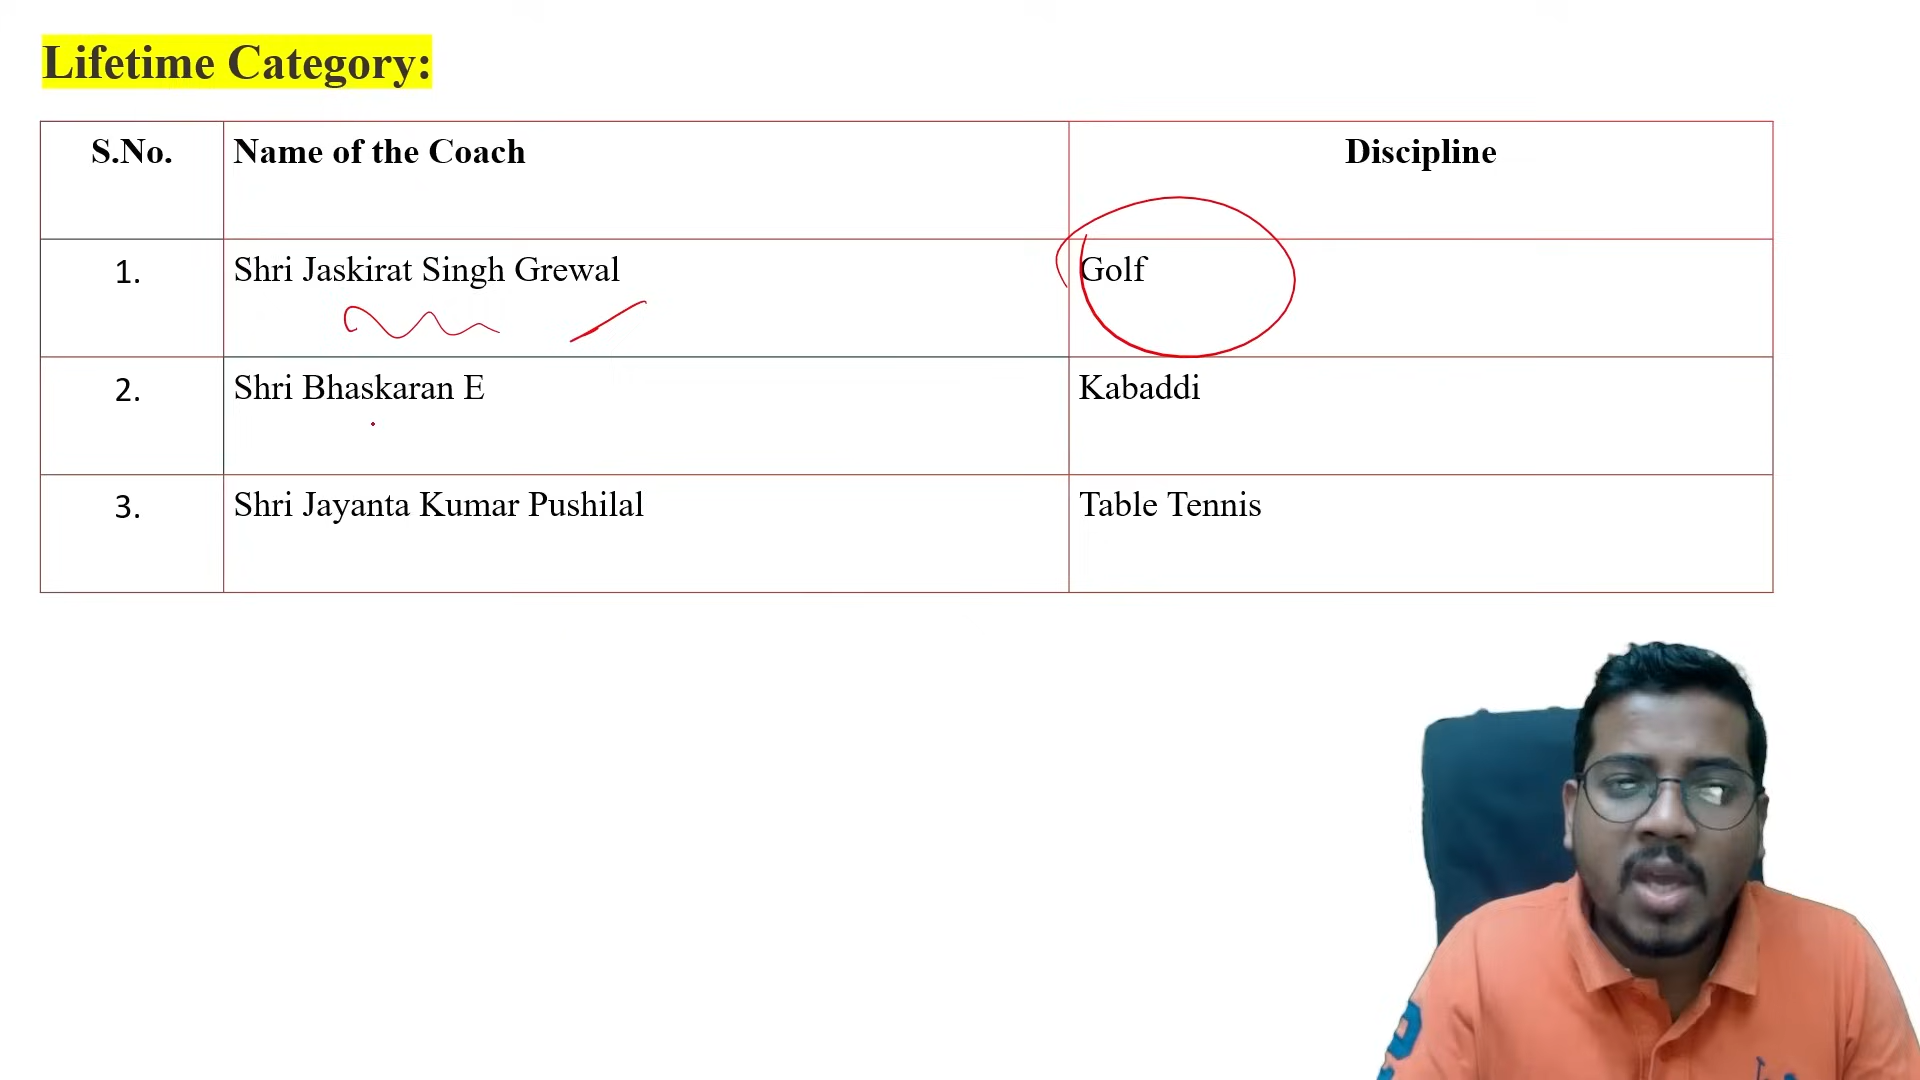 Lifetime Category:
S.No. Name of the Coach Discipline
1. Shri Jaskirat Singh Grewal Golf
2. Shri Bhaskaran E Kabaddi
3. Shri Jayanta Kumar Pushilal Table Tennis